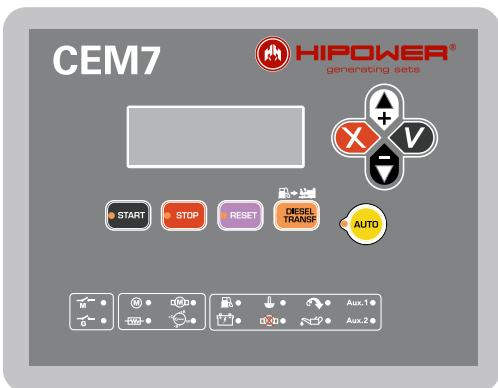 CEM7
HIPOWER®
generating sets
+
X V
−
START STOP RESET DIESEL
TRANSF
AUTO
M M M Aux.1
G Aux.2